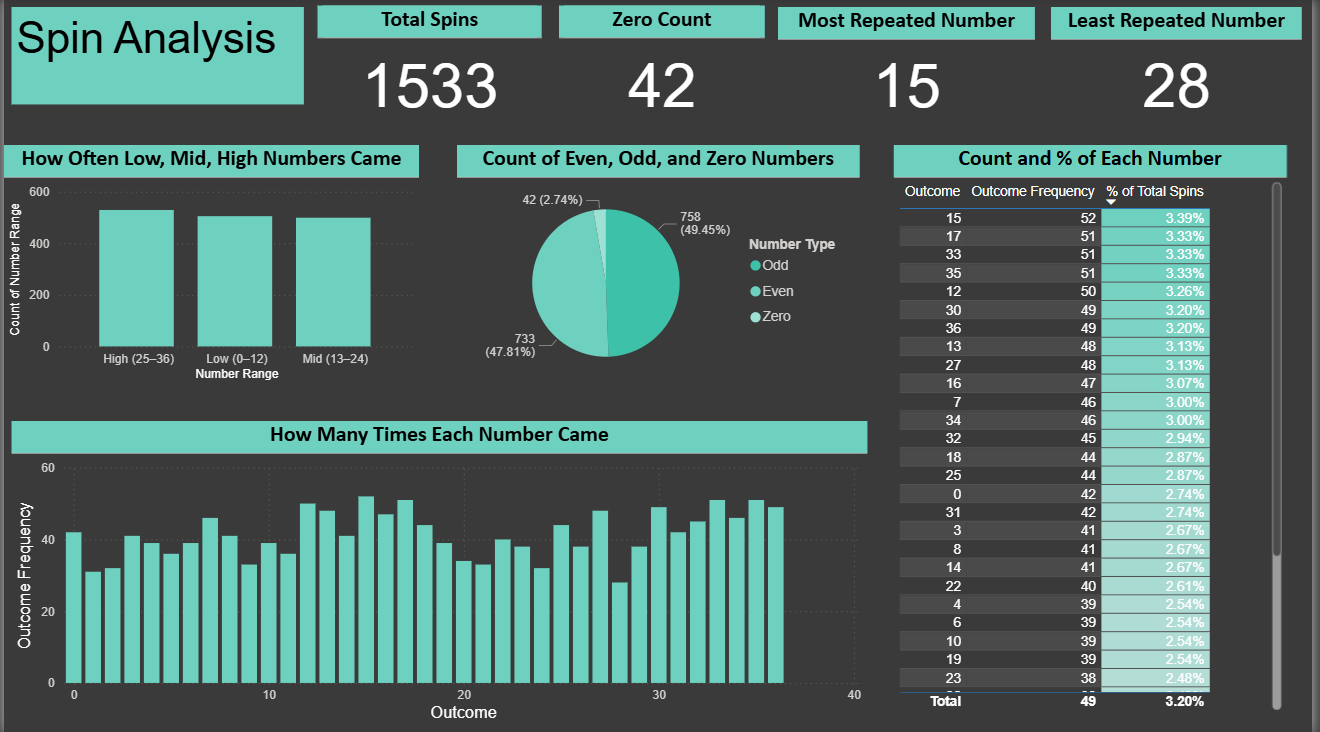 Spin Analysis
Total Spins
1533
Zero Count
42
Most Repeated Number
15
Least Repeated Number
28
How Often Low, Mid, High Numbers Came
Count of Number Range
600
400
200
0
High (25–36) Low (0–12) Mid (13–24)
Number Range
Count of Even, Odd, and Zero Numbers
42 (2.74%)
758
(49.45%)
733
(47.81%)
Number Type
Odd
Even
Zero
How Many Times Each Number Came
Outcome Frequency
60
40
20
0
0 10 20 30 40
Outcome
Count and % of Each Number
Outcome Outcome Frequency % of Total Spins
15 52 3.39%
17 51 3.33%
33 51 3.33%
35 51 3.33%
12 50 3.26%
30 49 3.20%
36 49 3.20%
13 48 3.13%
27 48 3.13%
16 47 3.07%
7 46 3.00%
34 46 3.00%
32 45 2.94%
18 44 2.87%
25 44 2.87%
0 42 2.74%
31 42 2.74%
3 41 2.67%
8 41 2.67%
14 41 2.67%
22 40 2.61%
4 39 2.54%
6 39 2.54%
10 39 2.54%
19 39 2.54%
23 38 2.48%
Total 49 3.20%